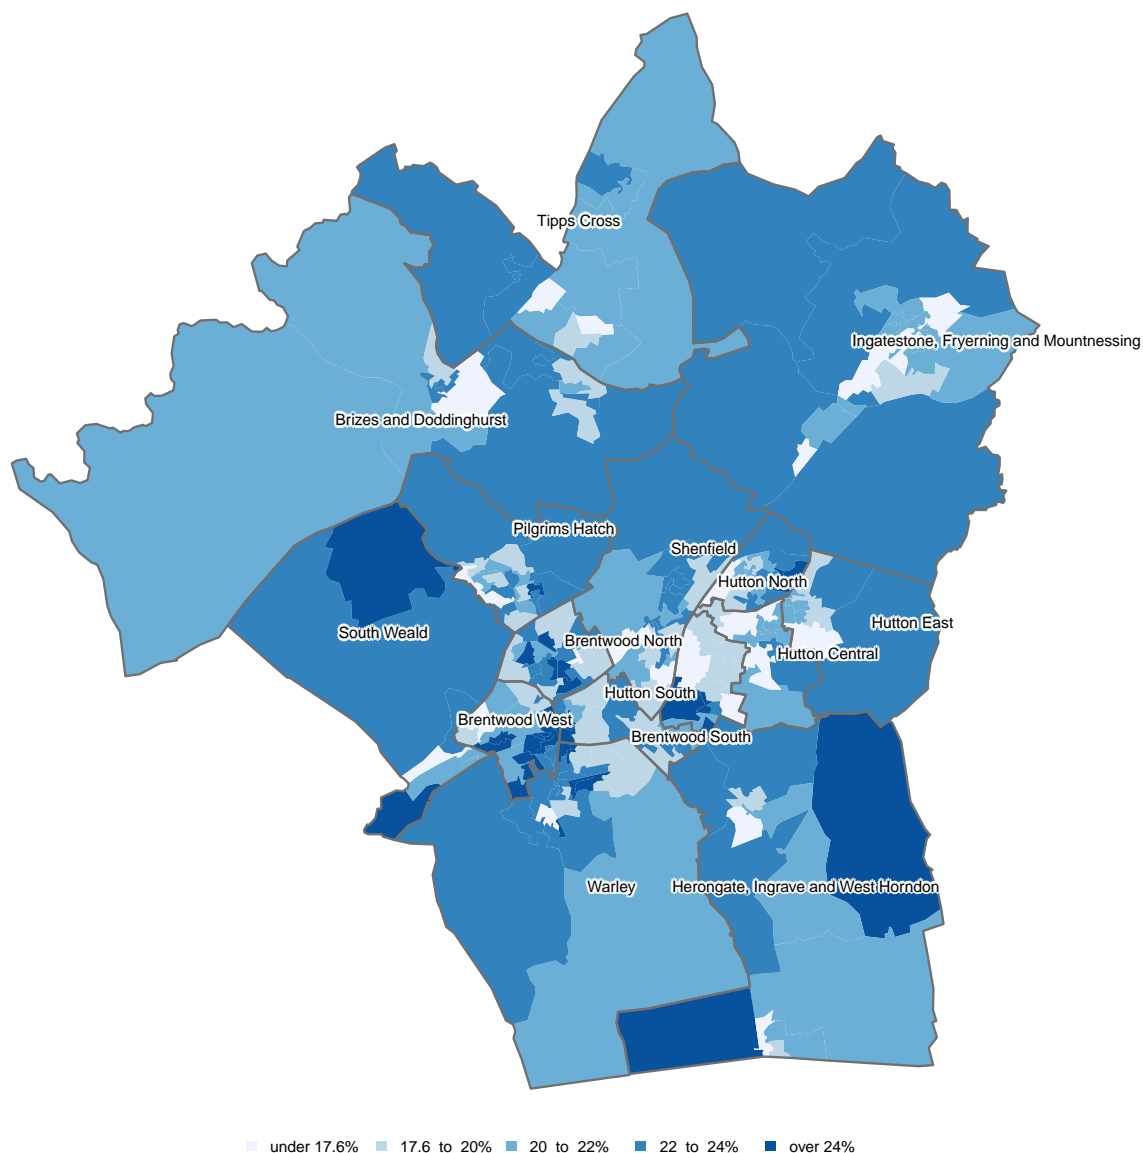 Tipps Cross
Ingatestone, Fryerning and Mountnessing
Brizes and Doddinghurst
Pilgrims Hatch
Shenfield
Hutton North
Hutton East
South Weald
Brentwood North
Hutton Central
Hutton South
Brentwood West
Brentwood South
Warley
Herongate, Ingrave and West Horndon
under 17.6% 17.6 to 20% 20 to 22% 22 to 24% over 24%